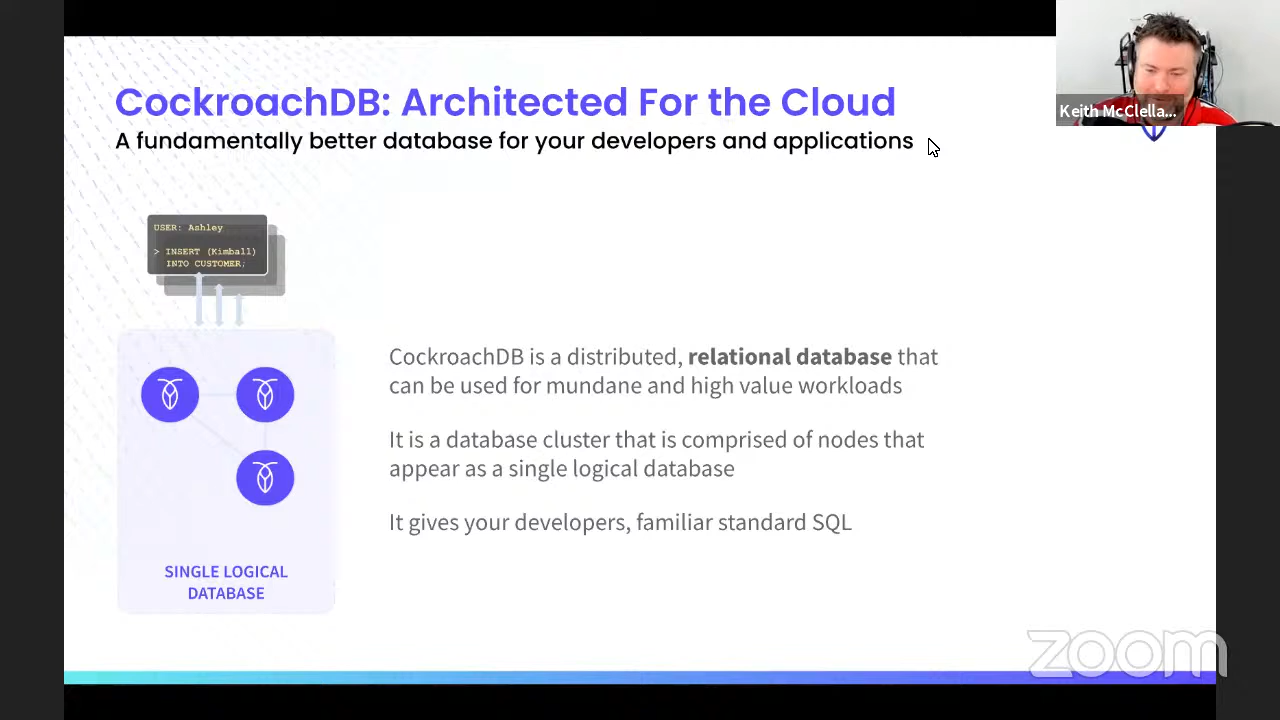 CockroachDB: Architected For the Cloud
A fundamentally better database for your developers and applications
Keith McClella...
USER: Ashley
> INSERT (Kimball)
INTO CUSTOMER;
CockroachDB is a distributed, relational database that
can be used for mundane and high value workloads
It is a database cluster that is comprised of nodes that
appear as a single logical database
It gives your developers, familiar standard SQL
SINGLE LOGICAL
DATABASE
zoom